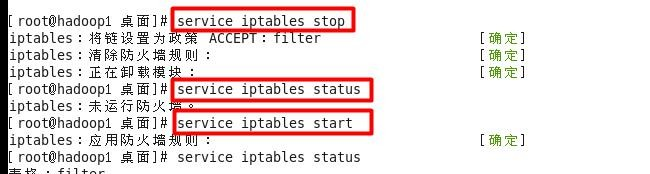 [root@hadoop1 桌面]# service iptables stop
iptables：将链设置为政策 ACCEPT：filter [确定]
iptables：清除防火墙规则： [确定]
iptables：正在卸载模块： [确定]
[root@hadoop1 桌面]# service iptables status
iptables：未运行防火墙。
[root@hadoop1 桌面]# service iptables start
iptables：应用防火墙规则： [确定]
[root@hadoop1 桌面]# service iptables status
表格：filter